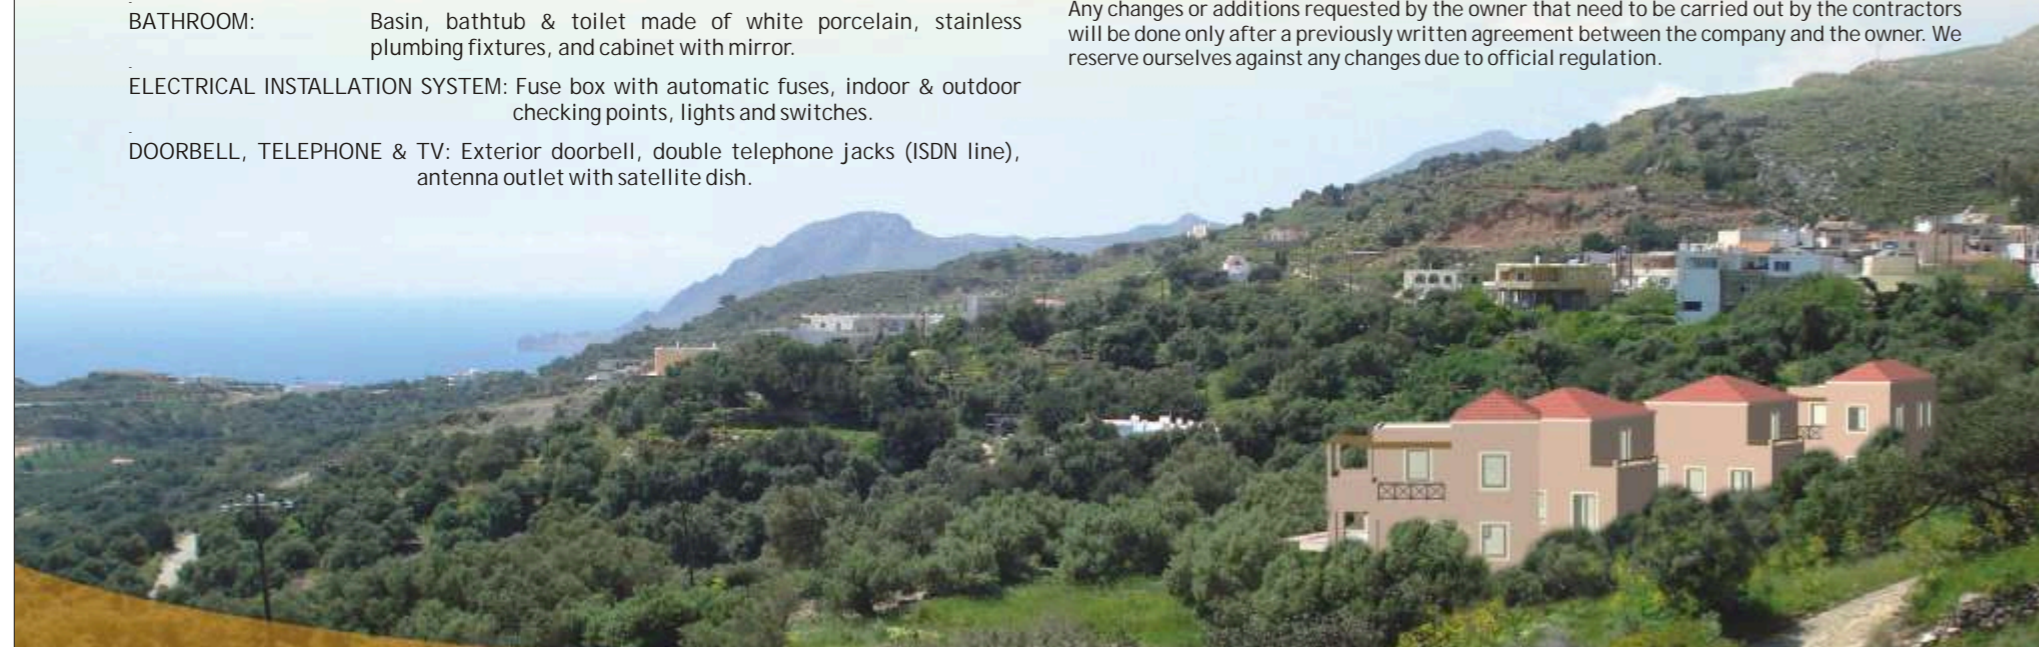 BATHROOM: Basin, bathtub & toilet made of white porcelain, stainless
plumbing fixtures, and cabinet with mirror.
ELECTRICAL INSTALLATION SYSTEM: Fuse box with automatic fuses, indoor & outdoor
checking points, lights and switches.
DOORBELL, TELEPHONE & TV: Exterior doorbell, double telephone jacks (ISDN line),
antenna outlet with satellite dish.
Any changes or additions requested by the owner that need to be carried out by the contractors
will be done only after a previously written agreement between the company and the owner. We
reserve ourselves against any changes due to official regulation.